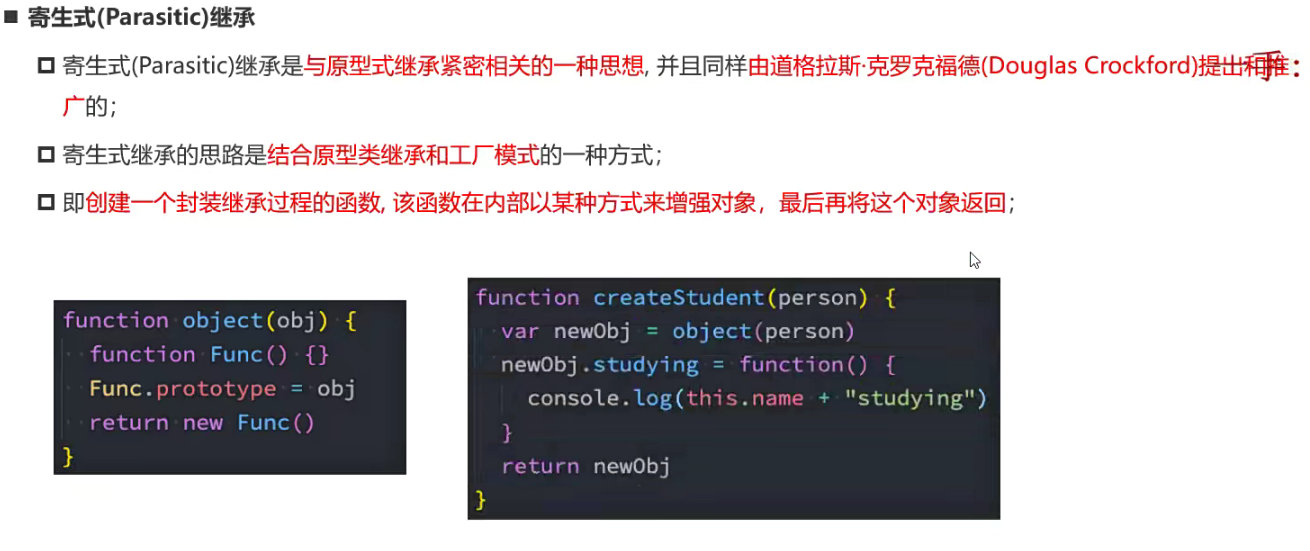 寄生式(Parasitic)继承
寄生式(Parasitic)继承是与原型式继承紧密相关的一种思想, 并且同样由道格拉斯·克罗克福德(Douglas Crockford)提出和推
广的；
寄生式继承的思路是结合原型类继承和工厂模式的一种方式；
即创建一个封装继承过程的函数, 该函数在内部以某种方式来增强对象，最后再将这个对象返回；
function object(obj) {
function Func() {}
Func.prototype = obj
return new Func()
}
function createStudent(person) {
var newObj = object(person)
newObj.studying = function() {
console.log(this.name + "studying")
}
return newObj
}